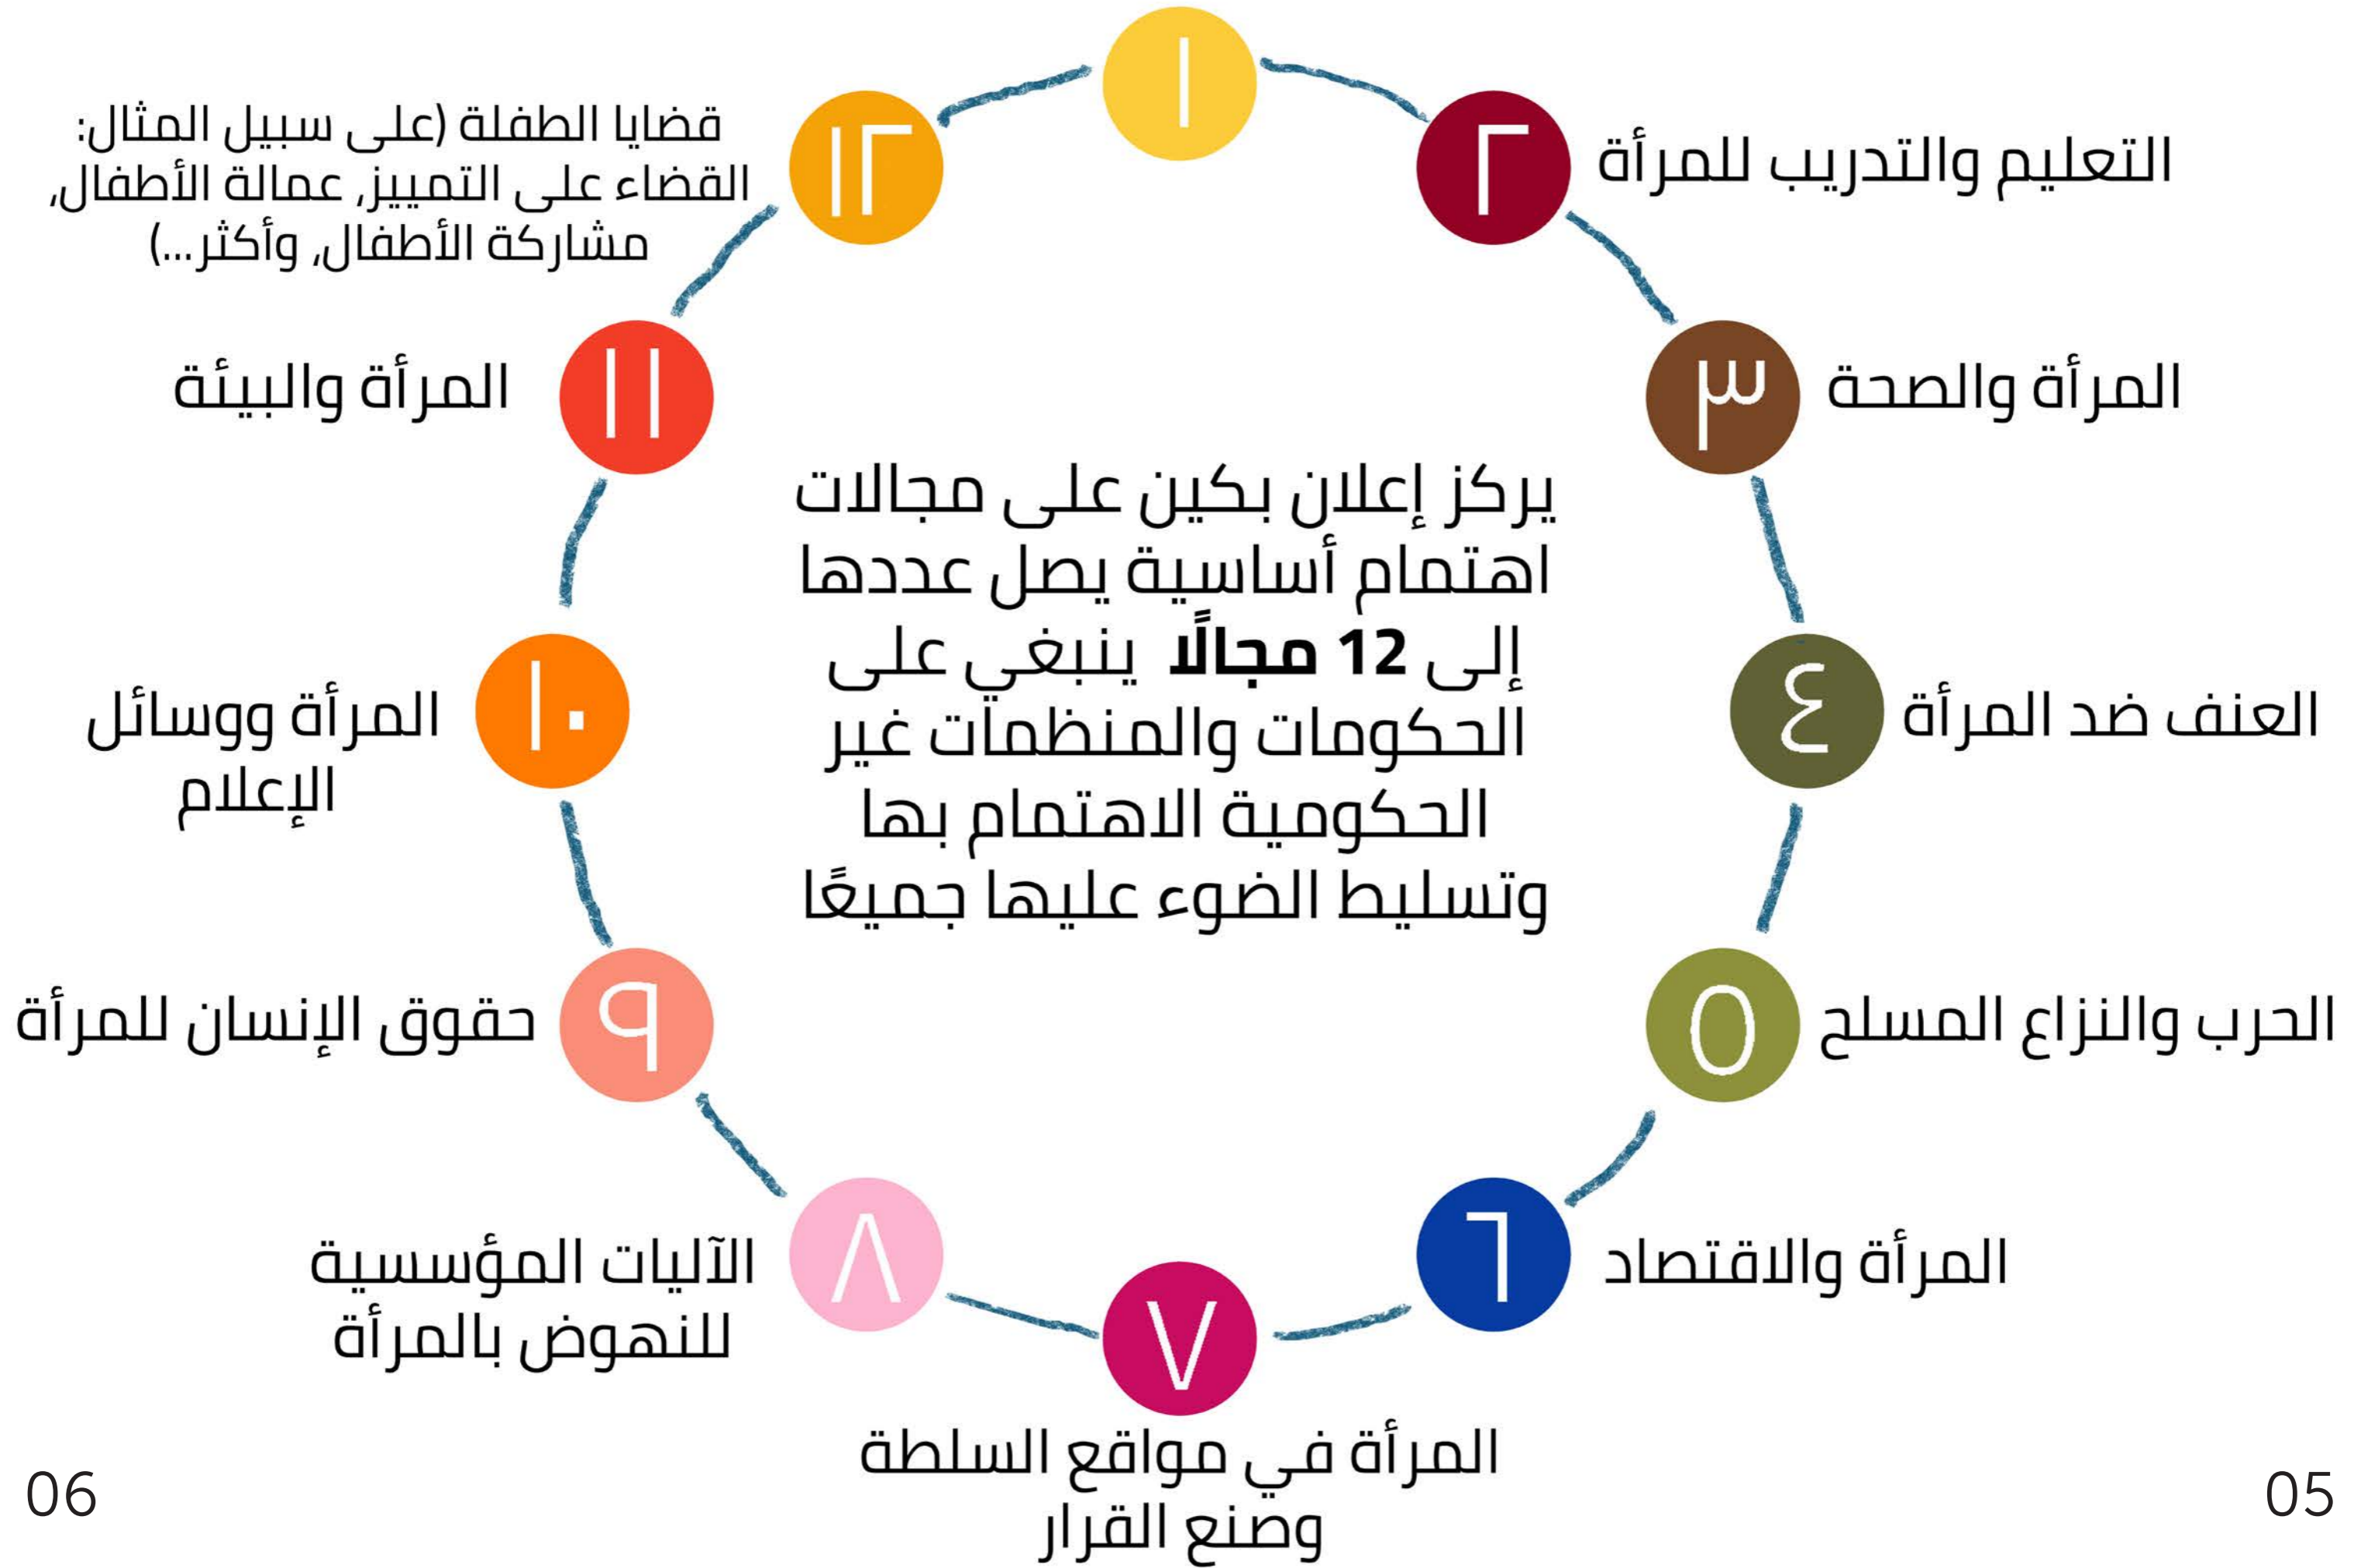 ١
٢
التعليم والتدريب للمرأة
٣
المرأة والصحة
٤
العنف ضد المرأة
٥
الحرب والنزاع المسلح
٦
المرأة والاقتصاد
٧
المرأة في مواقع السلطة
وصنع القرار
٨
الآليات المؤسسية
للنهوض بالمرأة
٩
حقوق الإنسان للمرأة
١٠
المرأة ووسائل
الإعلام
١١
المرأة والبيئة
١٢
قضايا الطفلة (على سبيل المثال:
القضاء على التمييز، عمالة الأطفال،
مشاركة الأطفال، وأكثر...)
يركز إعلان بكين على مجالات
اهتمام أساسية يصل عددها
إلى 12 مجالًا ينبغي على
الحكومات والمنظمات غير
الحكومية الاهتمام بها
وتسليط الضوء عليها جميعًا
05
06